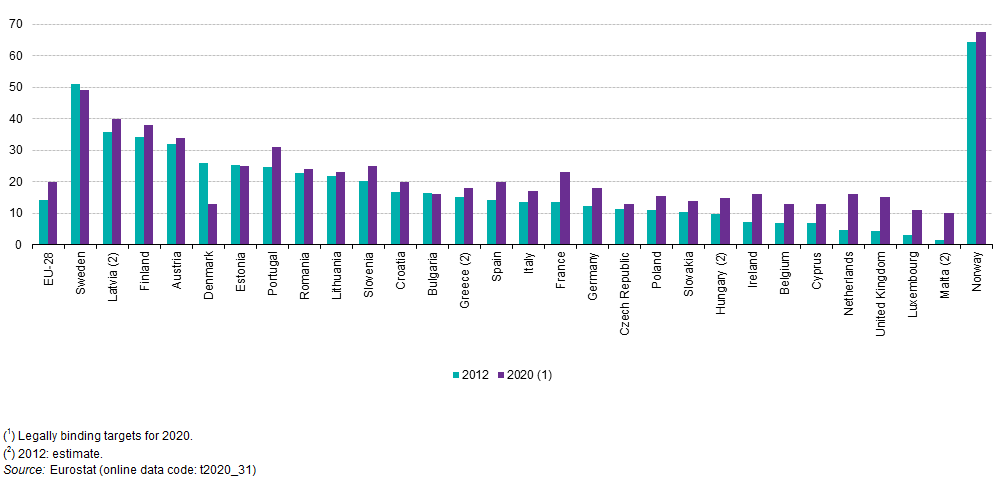 70
60
50
40
30
20
10
0
EU-28
Sweden
Latvia (2)
Finland
Austria
Denmark
Estonia
Portugal
Romania
Lithuania
Slovenia
Croatia
Bulgaria
Greece (2)
Spain
Italy
France
Germany
Czech Republic
Poland
Slovakia
Hungary (2)
Ireland
Belgium
Cyprus
Netherlands
United Kingdom
Luxembourg
Malta (2)
Norway
2012 2020 (1)
(1) Legally binding targets for 2020.
(2) 2012: estimate.
Source: Eurostat (online data code: t2020_31)